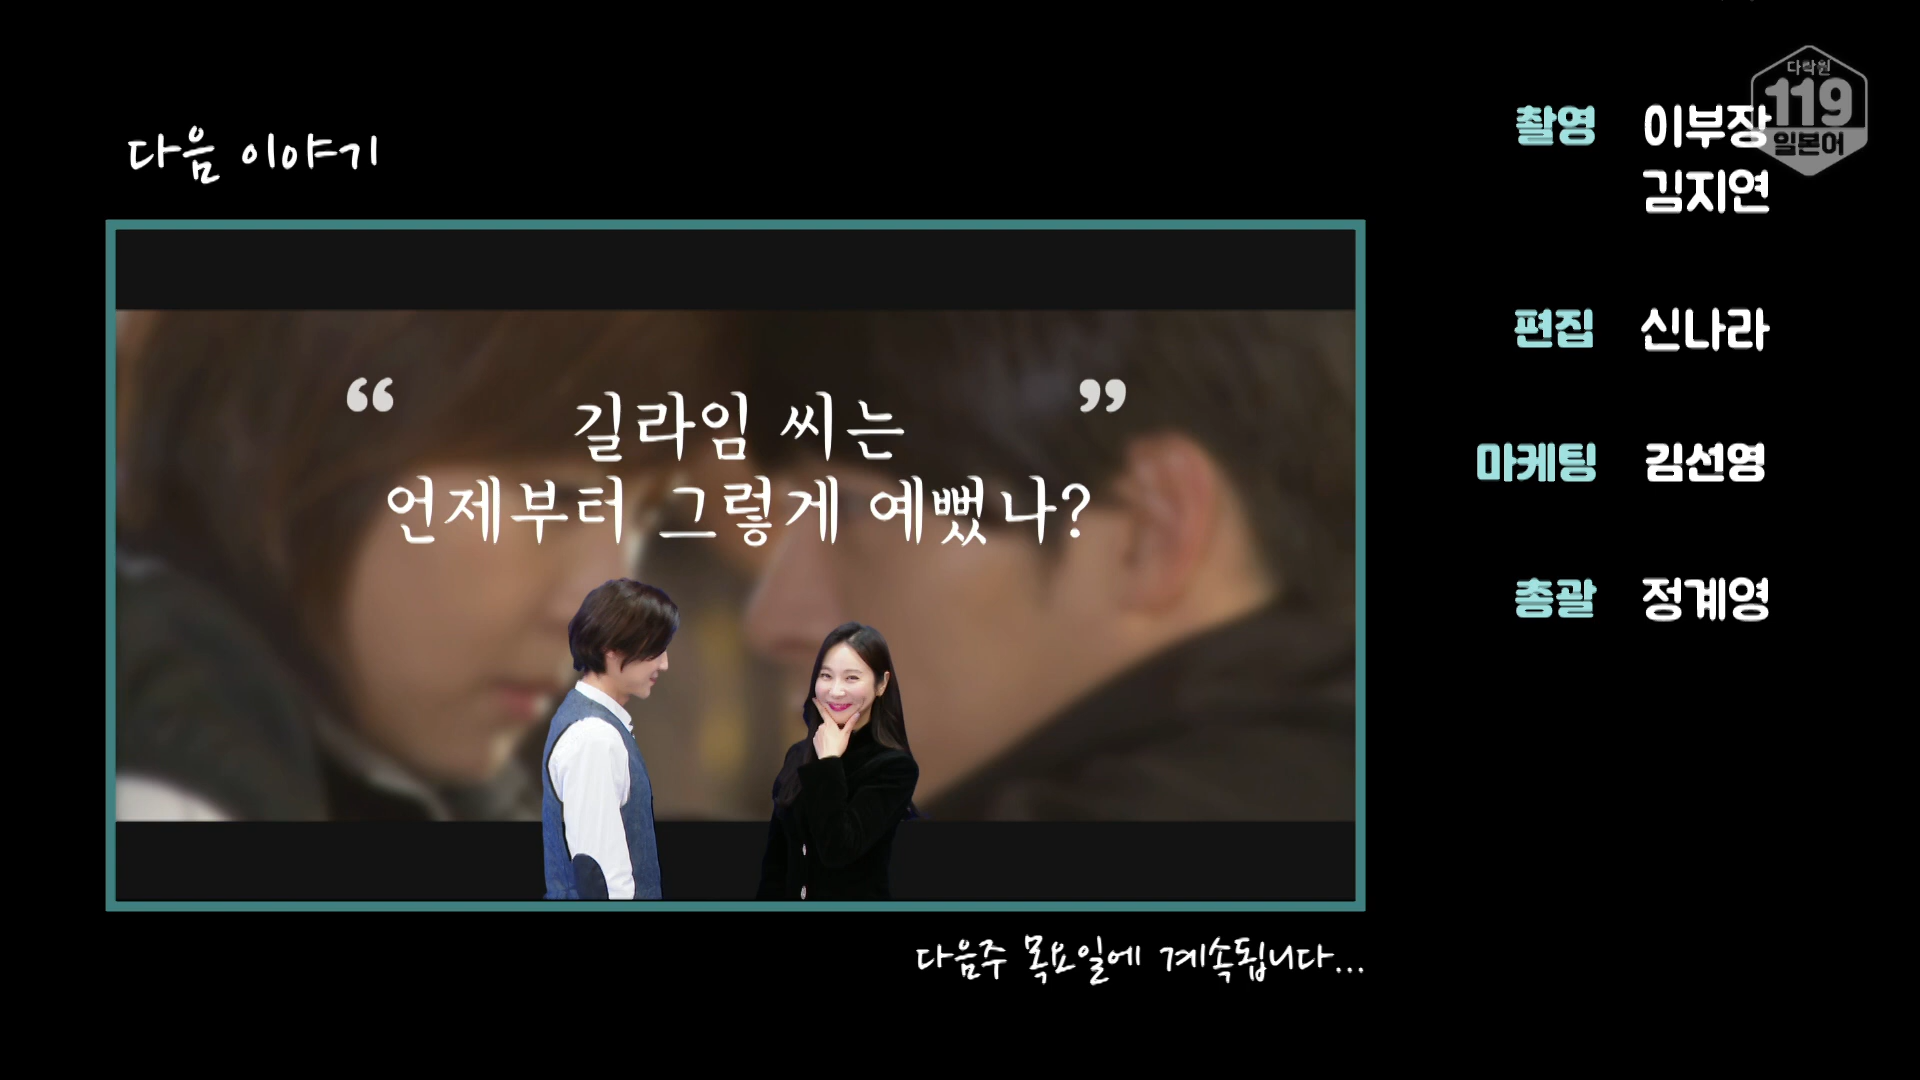 다음 이야기
“ 길라임 씨는 ”
언제부터 그렇게 예뻤나?
다음주 목요일에 계속됩니다...
다락원
119
일본어
촬영 이부장
김지연
편집 신나라
마케팅 김선영
총괄 정계영